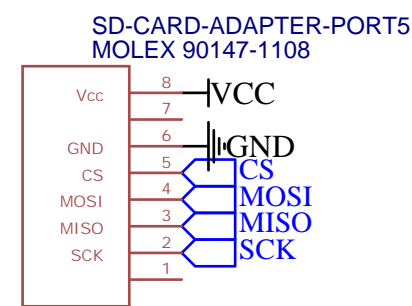 SD-CARD-ADAPTER-PORT5
MOLEX 90147-1108
Vcc 8 VCC
7
GND 6 GND
CS 5 CS
MOSI 4 MOSI
MISO 3 MISO
SCK 2 SCK
1